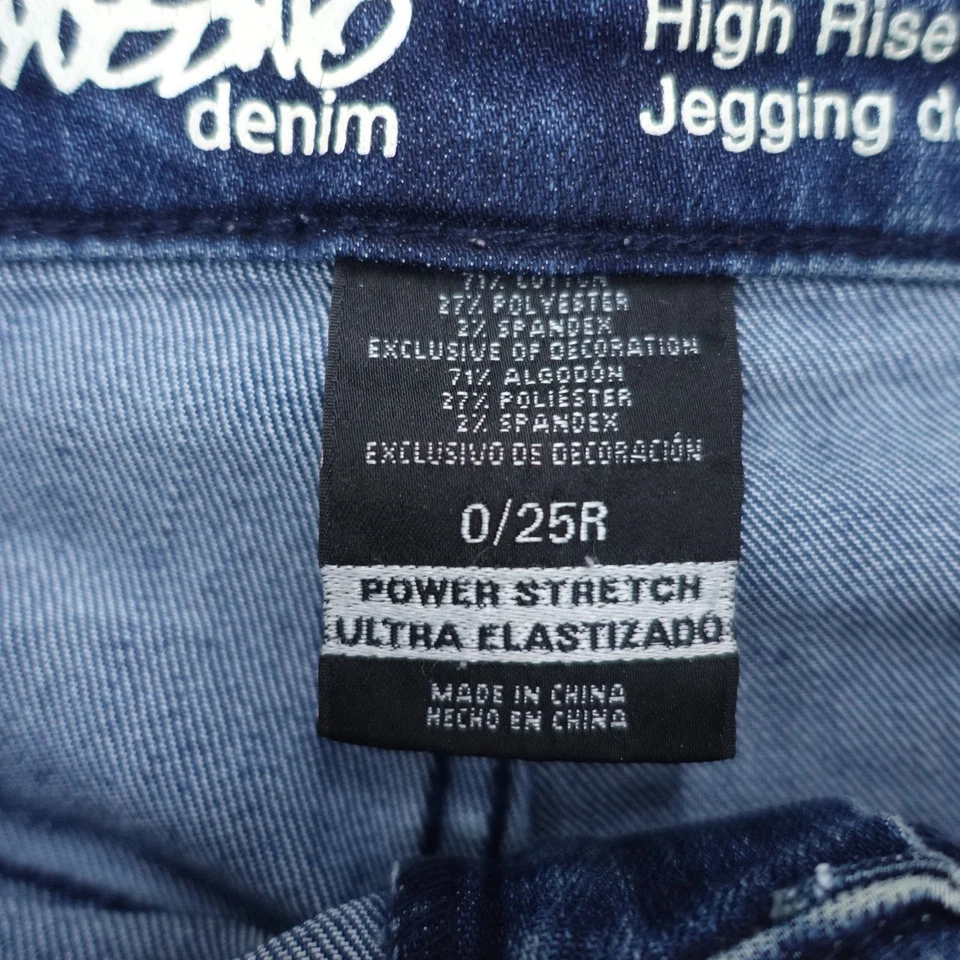 denim
High Rise
Jegging
71% COTTON
27% POLYESTER
2% SPANDEX
EXCLUSIVE OF DECORATION
71% ALGODÓN
27% POLIÉSTER
2% SPANDEX
EXCLUSIVO DE DECORACIÓN
0/25R
POWER STRETCH
ULTRA ELASTIZADO
MADE IN CHINA
HECHO EN CHINA